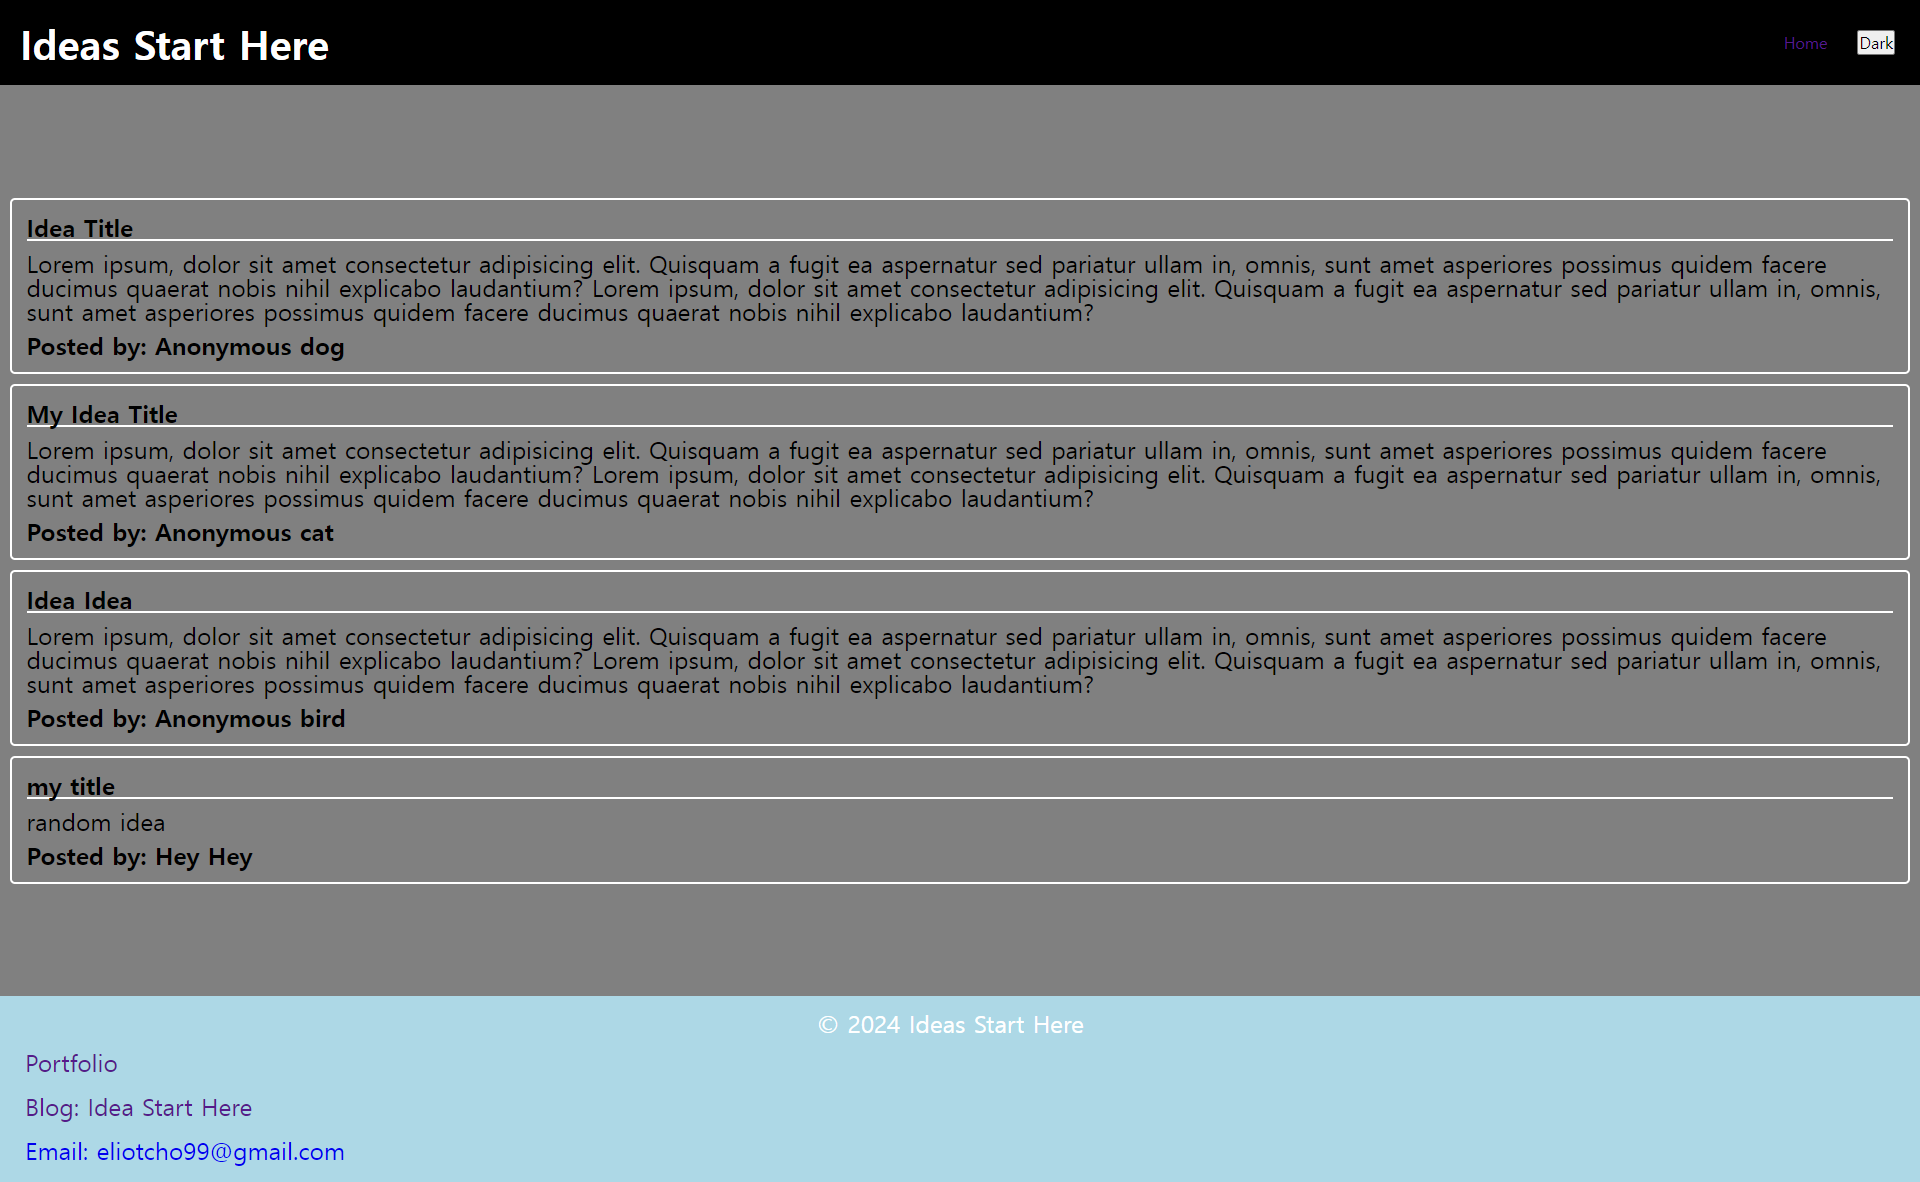 Ideas Start Here
Home
Dark
Idea Title
Lorem ipsum, dolor sit amet consectetur adipisicing elit. Quisquam a fugit ea aspernatur sed pariatur ullam in, omnis, sunt amet asperiores possimus quidem facere
ducimus quaerat nobis nihil explicabo laudantium? Lorem ipsum, dolor sit amet consectetur adipisicing elit. Quisquam a fugit ea aspernatur sed pariatur ullam in, omnis,
sunt amet asperiores possimus quidem facere ducimus quaerat nobis nihil explicabo laudantium?
Posted by: Anonymous dog
My Idea Title
Lorem ipsum, dolor sit amet consectetur adipisicing elit. Quisquam a fugit ea aspernatur sed pariatur ullam in, omnis, sunt amet asperiores possimus quidem facere
ducimus quaerat nobis nihil explicabo laudantium? Lorem ipsum, dolor sit amet consectetur adipisicing elit. Quisquam a fugit ea aspernatur sed pariatur ullam in, omnis,
sunt amet asperiores possimus quidem facere ducimus quaerat nobis nihil explicabo laudantium?
Posted by: Anonymous cat
Idea Idea
Lorem ipsum, dolor sit amet consectetur adipisicing elit. Quisquam a fugit ea aspernatur sed pariatur ullam in, omnis, sunt amet asperiores possimus quidem facere
ducimus quaerat nobis nihil explicabo laudantium? Lorem ipsum, dolor sit amet consectetur adipisicing elit. Quisquam a fugit ea aspernatur sed pariatur ullam in, omnis,
sunt amet asperiores possimus quidem facere ducimus quaerat nobis nihil explicabo laudantium?
Posted by: Anonymous bird
my title
random idea
Posted by: Hey Hey
© 2024 Ideas Start Here
Portfolio
Blog: Idea Start Here
Email: eliotcho99@gmail.com